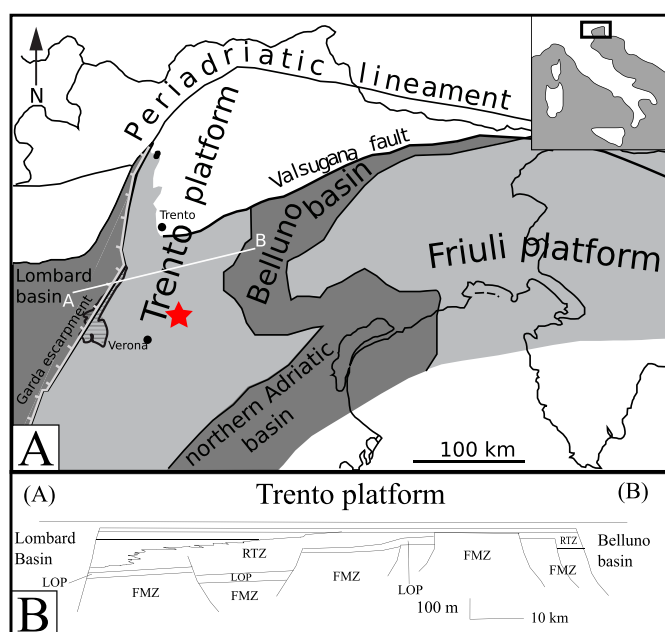 N
Periadriatic lineament
Trento platform
Valsugana fault
Trento
Belluno basin
B
Friuli platform
Lombard
basin
A
Garda escarpment
Verona
northern Adriatic
basin
100 km
A
(A)
Trento platform
(B)
Lombard
Basin
RTZ
RTZ
Belluno
basin
LOP
LOP
FMZ
FMZ
FMZ
LOP
FMZ
FMZ
100 m
10 km
B